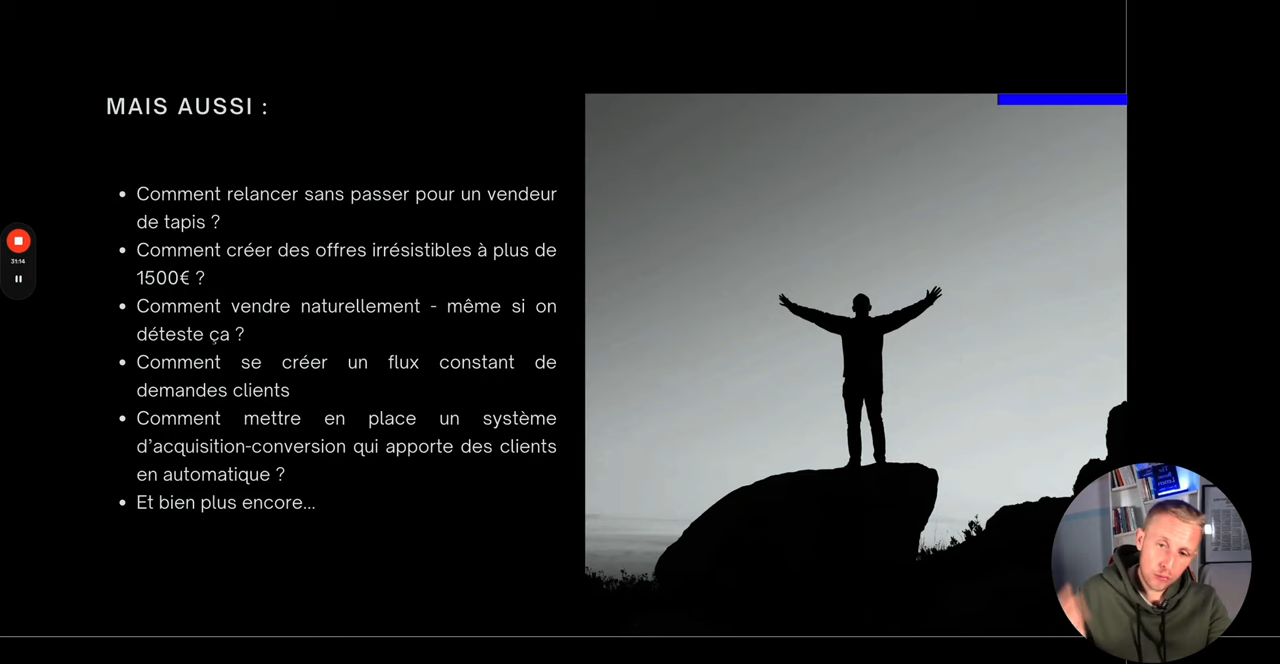 MAIS AUSSI :
• Comment relancer sans passer pour un vendeur
de tapis ?
• Comment créer des offres irrésistibles à plus de
1500€ ?
• Comment vendre naturellement - même si on
déteste ça ?
• Comment se créer un flux constant de
demandes clients
• Comment mettre en place un système
d’acquisition-conversion qui apporte des clients
en automatique ?
• Et bien plus encore...
31:14